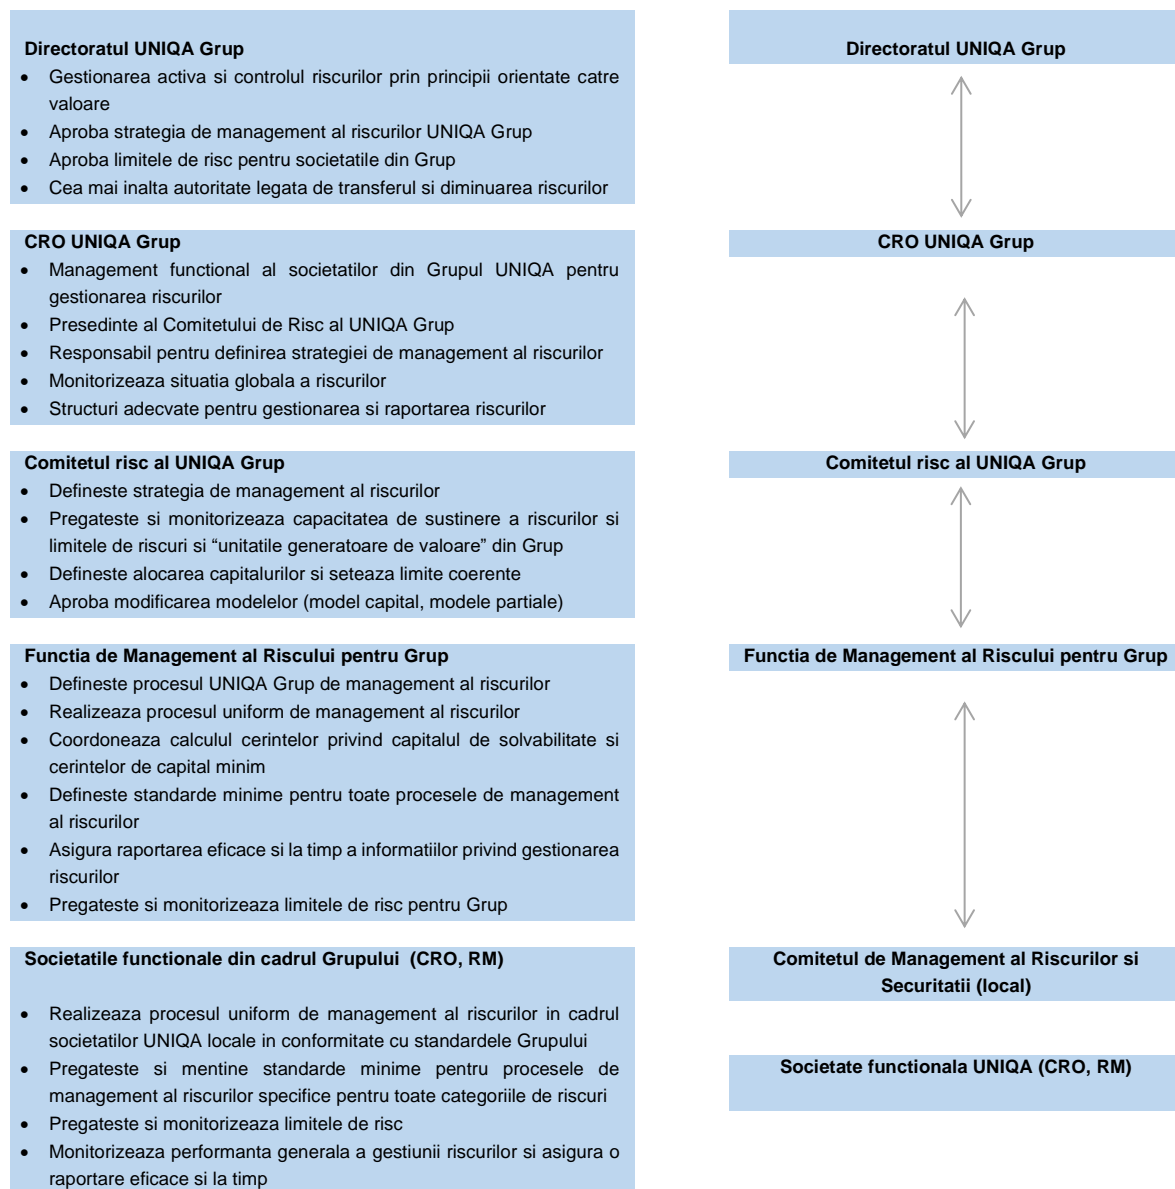 Directoratul UNIQA Grup
• Gestionarea activa si controlul riscurilor prin principii orientate catre
valoare
• Aproba strategia de management al riscurilor UNIQA Grup
• Aproba limitele de risc pentru societatile din Grup
• Cea mai inalta autoritate legata de transferul si diminuarea riscurilor
CRO UNIQA Grup
• Management functional al societatilor din Grupul UNIQA pentru
gestionarea riscurilor
• Presedinte al Comitetului de Risc al UNIQA Grup
• Responsabil pentru definirea strategiei de management al riscurilor
• Monitorizeaza situatia globala a riscurilor
• Structuri adecvate pentru gestionarea si raportarea riscurilor
Comitetul risc al UNIQA Grup
• Defineste strategia de management al riscurilor
• Pregateste si monitorizeaza capacitatea de sustinere a riscurilor si
limitele de riscuri si “unitatile generatoare de valoare” din Grup
• Defineste alocarea capitalurilor si seteaza limite coerente
• Aproba modificarea modelelor (model capital, modele partiale)
Functia de Management al Riscului pentru Grup
• Defineste procesul UNIQA Grup de management al riscurilor
• Realizeaza procesul uniform de management al riscurilor
• Coordoneaza calculul cerintelor privind capitalul de solvabilitate si
cerintelor de capital minim
• Defineste standarde minime pentru toate procesele de management
al riscurilor
• Asigura raportarea eficace si la timp a informatiilor privind gestionarea
riscurilor
• Pregateste si monitorizeaza limitele de risc pentru Grup
Societatile functionale din cadrul Grupului (CRO, RM)
• Realizeaza procesul uniform de management al riscurilor in cadrul
societatilor UNIQA locale in conformitate cu standardele Grupului
• Pregateste si mentine standarde minime pentru procesele de
management al riscurilor specifice pentru toate categoriile de riscuri
• Pregateste si monitorizeaza limitele de risc
• Monitorizeaza performanta generala a gestiunii riscurilor si asigura o
raportare eficace si la timp
Directoratul UNIQA Grup
CRO UNIQA Grup
Comitetul risc al UNIQA Grup
Functia de Management al Riscului pentru Grup
Comitetul de Management al Riscurilor si
Securitatii (local)
Societate functionala UNIQA (CRO, RM)